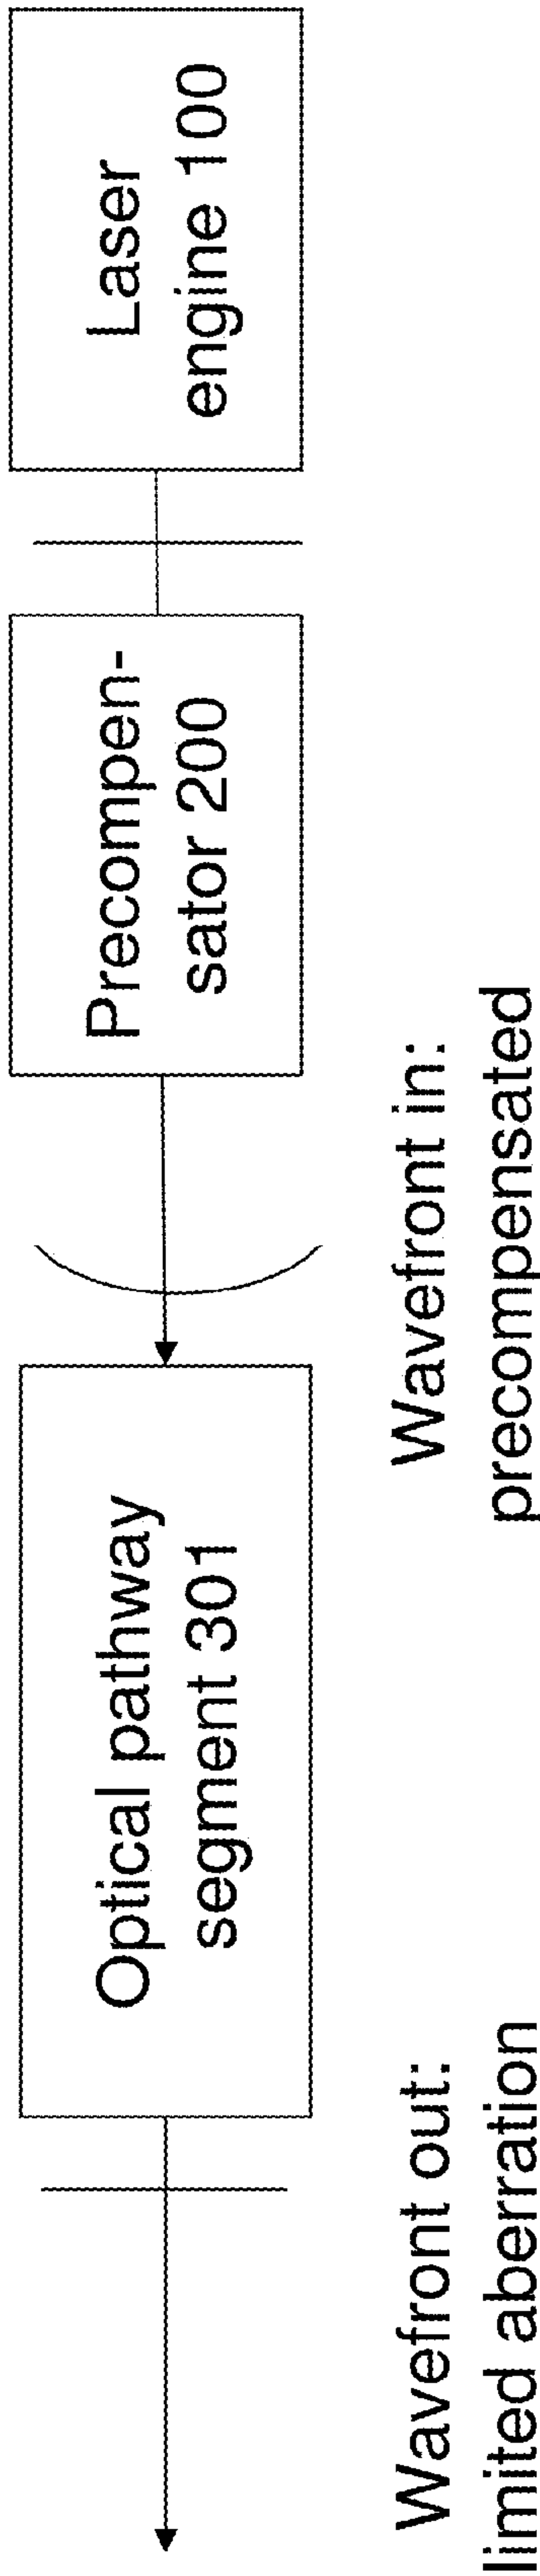 Laser
engine 100
Precompen-
sator 200
Optical pathway
segment 301
Wavefront in:
precompensated
Wavefront out:
limited aberration